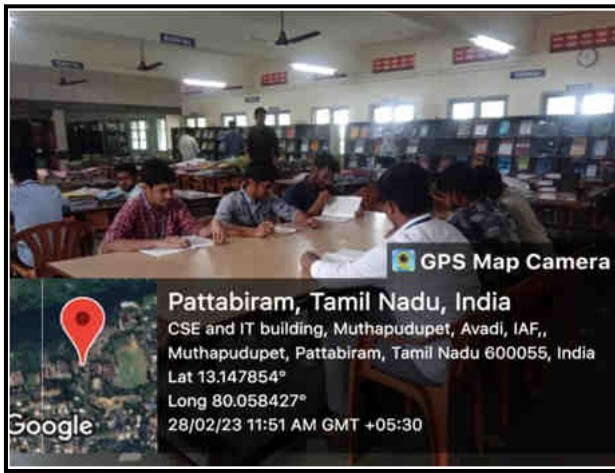 GPS Map Camera
Pattabiram, Tamil Nadu, India
CSE and IT building, Muthapudupet, Avadi, IAF,,
Muthapudupet, Pattabiram, Tamil Nadu 600055, India
Lat 13.147854°
Long 80.058427°
28/02/23 11:51 AM GMT +05:30
Google